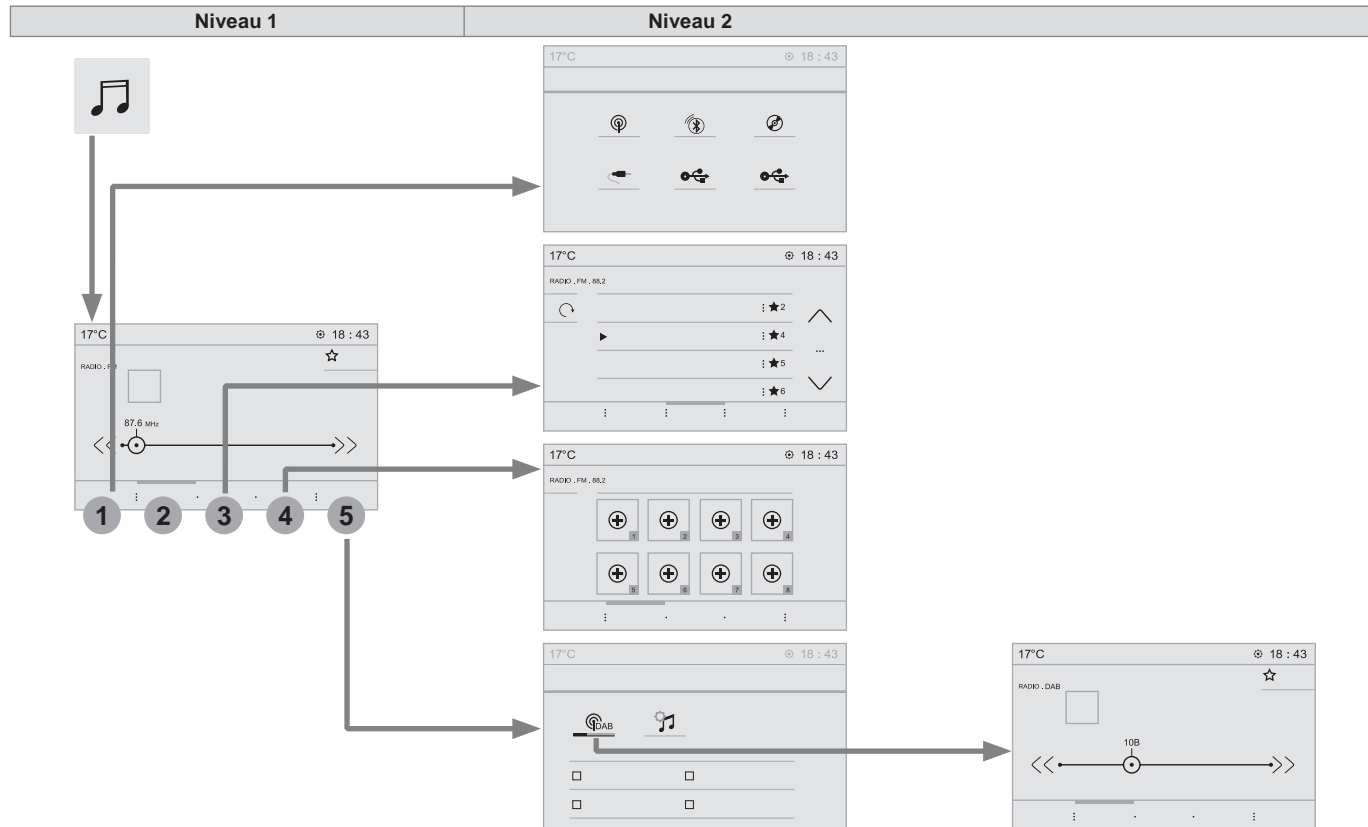 Niveau 1 Niveau 2
17°C 18 : 43
17°C 18 : 43
RADIO . FM . 88.2
2
4
...
5
6
17°C 18 : 43
RADIO . FM
87.6 MHz
1 2 3 4 5
17°C 18 : 43
RADIO . FM . 88.2
1 2 3 4
5 6 7 8
17°C 18 : 43
DAB
17°C 18 : 43
RADIO . DAB
10B